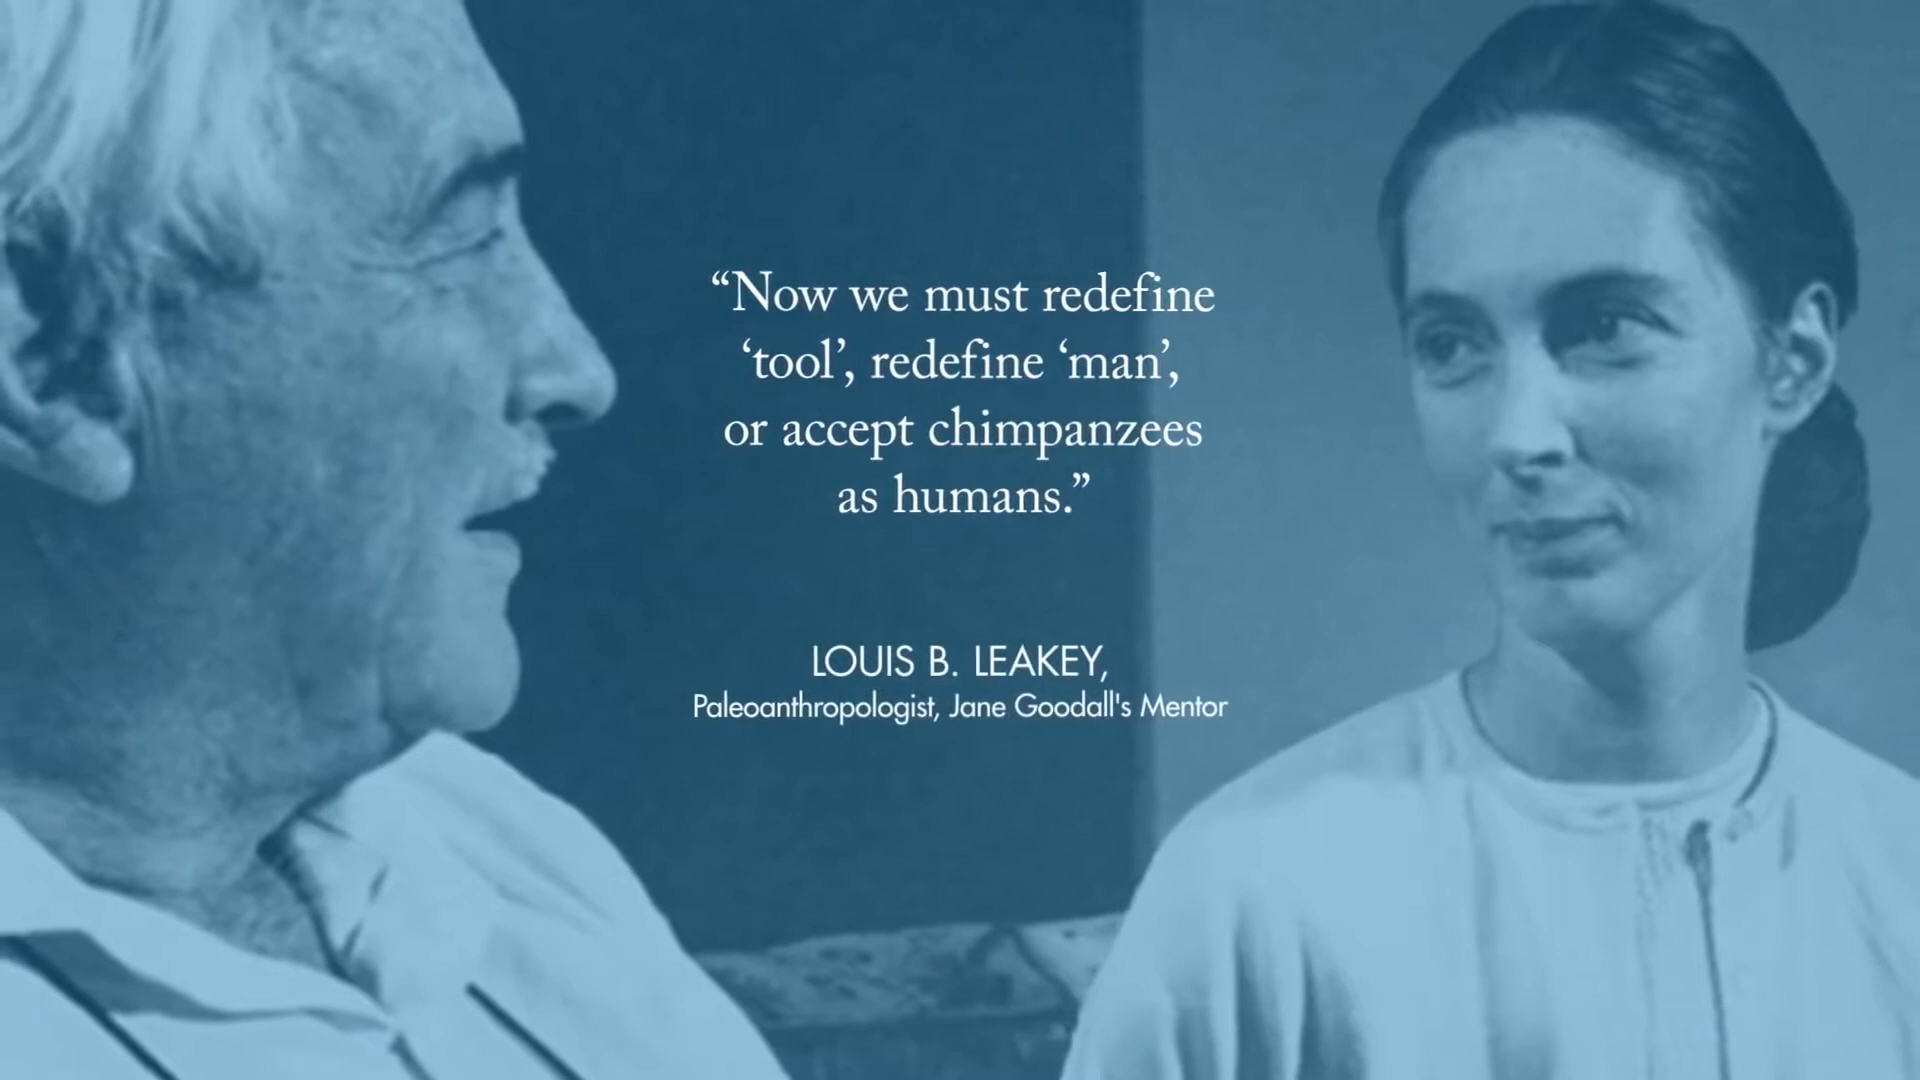 “Now we must redefine
‘tool’, redefine ‘man’,
or accept chimpanzees
as humans.”
LOUIS B. LEAKEY,
Paleoanthropologist, Jane Goodall's Mentor